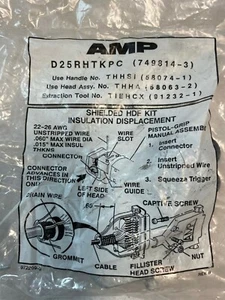 AMP
D25RHTKPC (749814-3)
Use Handle No. THHSI (58074-1)
Use Head Assy. No. THHA (58063-2)
Extraction Tool No. TIEHCX (91232-1)
SHIELDED HDF KIT
INSULATION DISPLACEMENT
22-26 AWG
UNSTRIPPED WIRE
.060" MAX WIRE DIA
.015" MAX INSUL
THKNS
WIRE
SLOT
PISTOL-GRIP
MANUAL ASSEMBLY
1. Insert
Connector
2. Insert
Unstripped Wire
3. Squeeze Trigger
CONNECTOR
CONNECTOR
ADVANCES IN
THIS DIRECTION
ONLY
LEFT SIDE
OF HEAD
WIRE
GUIDE
DRAIN WIRE
.65
CAPTIVE SCREW
GROMMET
CABLE
FILLISTER
HEAD SCREW
NUT